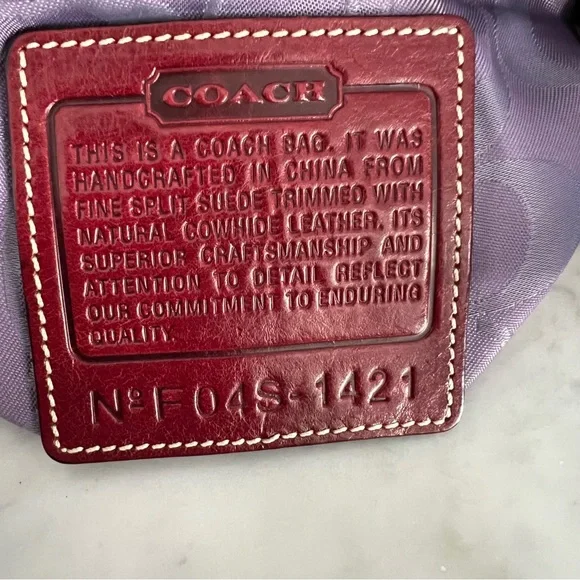 COACH
THIS IS A COACH BAG. IT WAS
HANDCRAFTED IN CHINA FROM
FINE SPLIT SUEDE TRIMMED WITH
NATURAL COWHIDE LEATHER. ITS
SUPERIOR CRAFTSMANSHIP AND
ATTENTION TO DETAIL REFLECT
OUR COMMITMENT TO ENDURING
QUALITY.
Nº F04S-1421